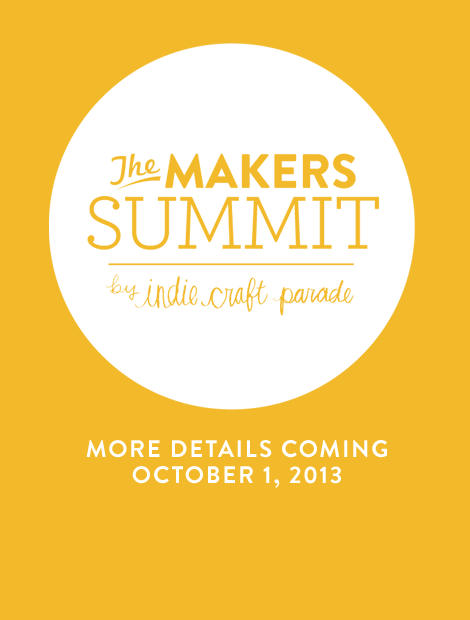 The MAKERS
SUMMIT
by indie craft parade
MORE DETAILS COMING
OCTOBER 1, 2013